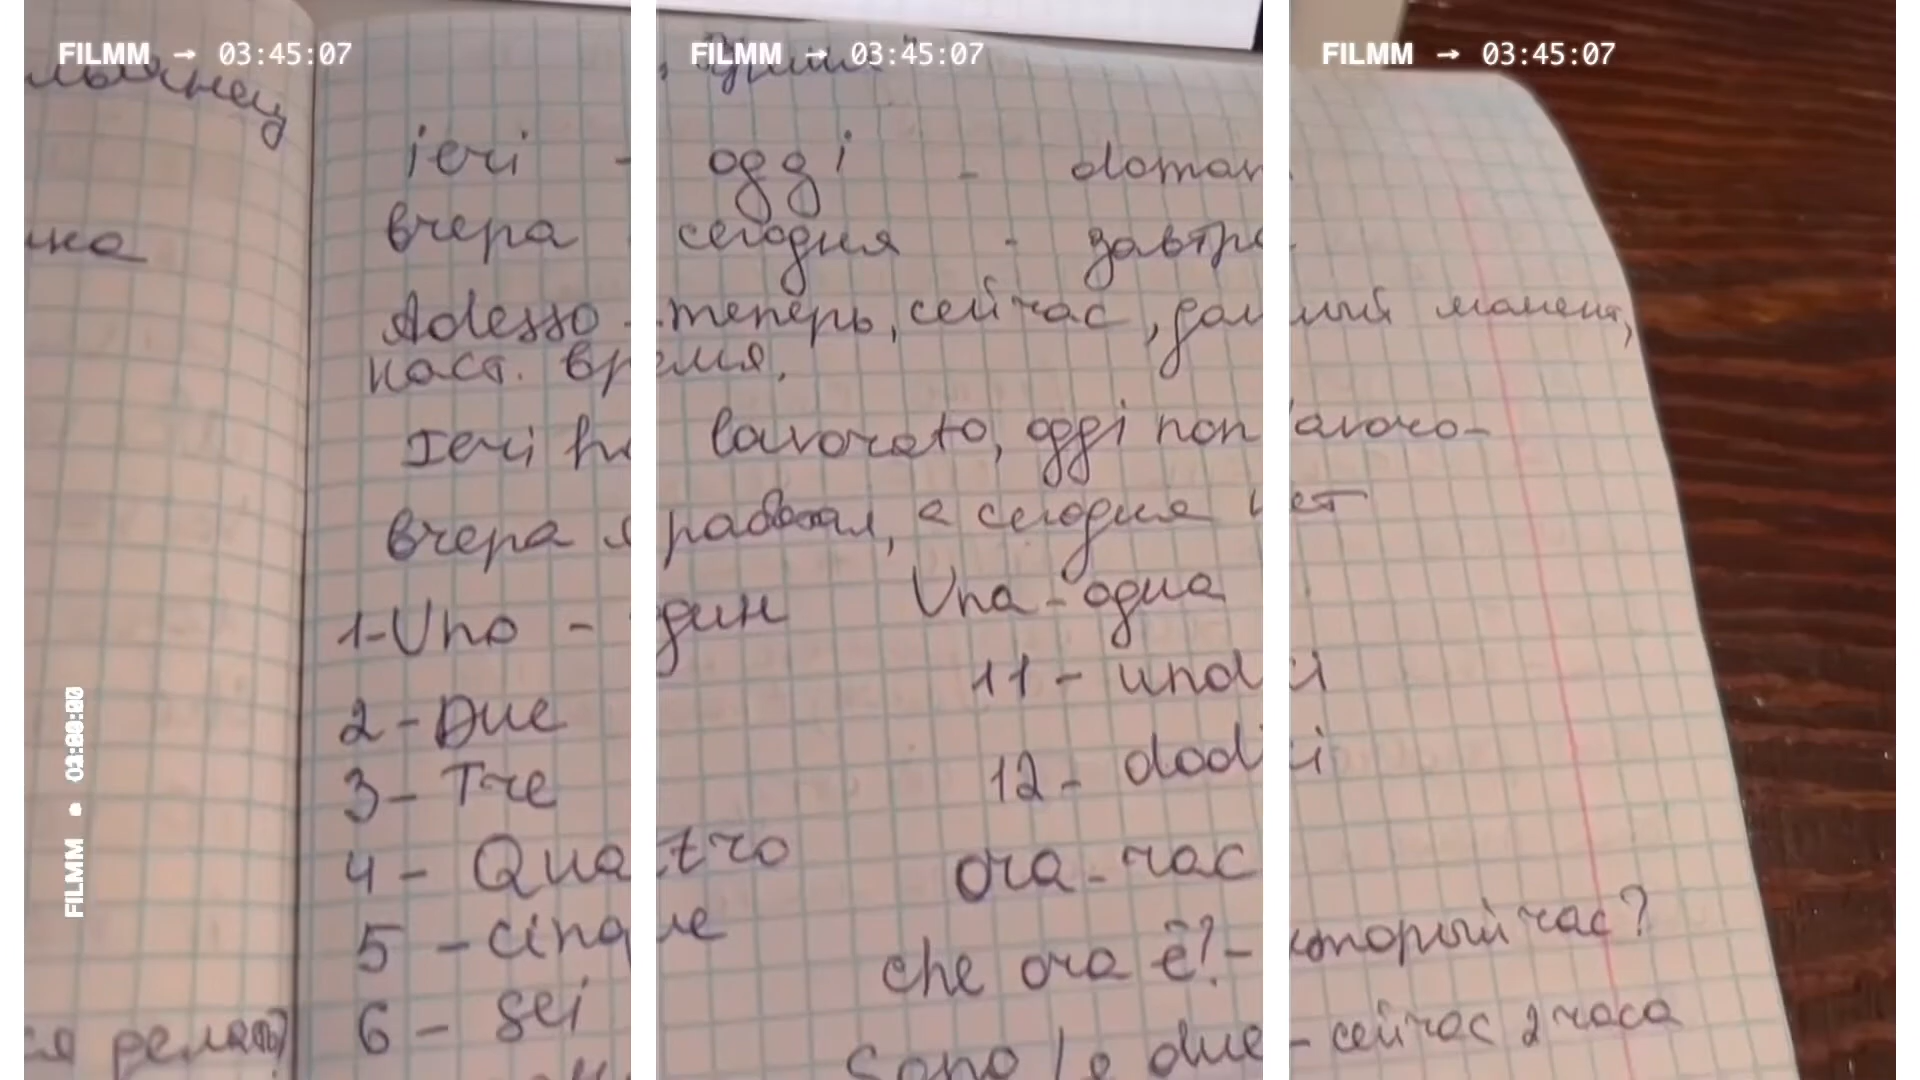 FILMM → 03:45:07 FILMM → 03:45:07 FILMM → 03:45:07
ieri - oggi - doman
вчера сегодня - завтра
Adesso - теперь, сейчас, данный момент,
наст. время.
Ieri ho lavorato, oggi non lavoro-
вчера я работал, а сегодня нет
1-Uno - один Una-одна
2-Due 11- undici
3- Tre 12- dodici
4- Quattro ora-час
5 - cinque che ora è?- который час?
6 - sei sono le due - сейчас 2 часа
ся делать?
FILMM